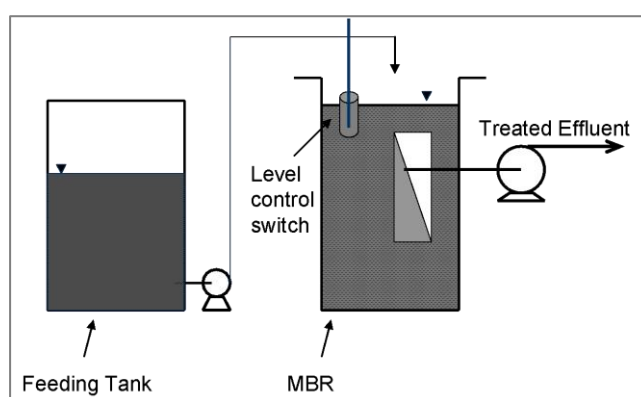 Treated Effluent
Level
control
switch
Feeding Tank
MBR